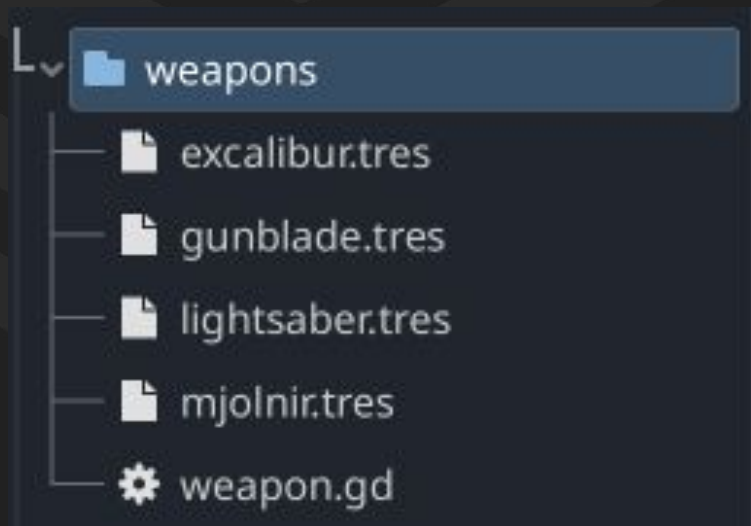 weapons
excalibur.tres
gunblade.tres
lightsaber.tres
mjolnir.tres
weapon.gd